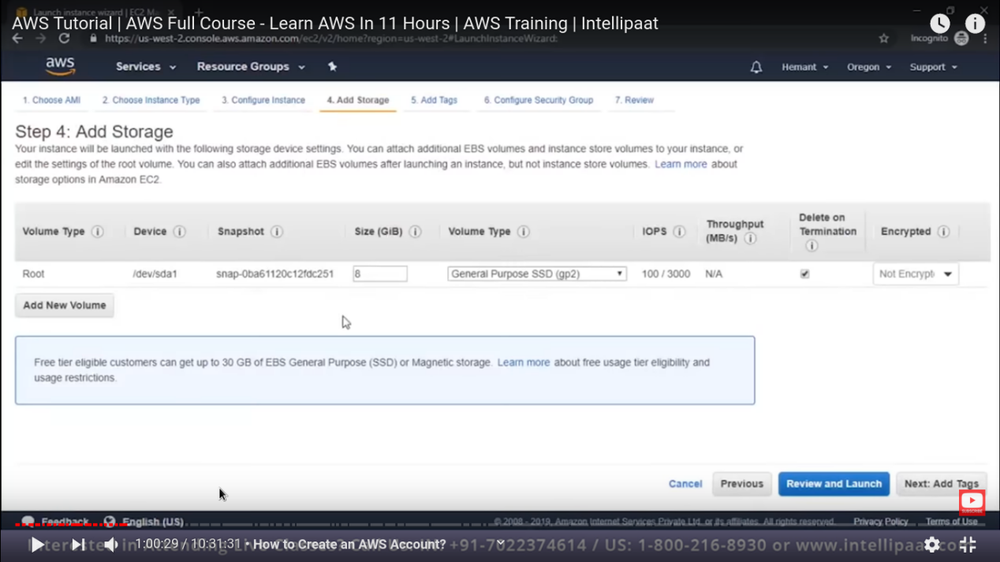 Launch instance wizard | EC2 M
AWS Tutorial | AWS Full Course - Learn AWS In 11 Hours | AWS Training | Intellipaat
https://us-west-2.console.aws.amazon.com/ec2/v2/home?region=us-west-2#LaunchInstanceWizard:
Incognito
aws Services Resource Groups Hemant Oregon Support
1. Choose AMI 2. Choose Instance Type 3. Configure Instance 4. Add Storage 5. Add Tags 6. Configure Security Group 7. Review
Step 4: Add Storage
Your instance will be launched with the following storage device settings. You can attach additional EBS volumes and instance store volumes to your instance, or
edit the settings of the root volume. You can also attach additional EBS volumes after launching an instance, but not instance store volumes. Learn more about
storage options in Amazon EC2.
Volume Type Device Snapshot Size (GiB) Volume Type IOPS Throughput (MB/s) Delete on Termination Encrypted
Root /dev/sda1 snap-0ba61120c12fdc251 8 General Purpose SSD (gp2) 100 / 3000 N/A Not Encrypt
Add New Volume
Free tier eligible customers can get up to 30 GB of EBS General Purpose (SSD) or Magnetic storage. Learn more about free usage tier eligibility and
usage restrictions.
Cancel Previous Review and Launch Next: Add Tags
SUBSCRIBE
Feedback English (US) © 2008 - 2019, Amazon Internet Services Private Ltd. or its affiliates. All rights reserved. Privacy Policy Terms of Use
1:00:29 / 10:31:31 • How to Create an AWS Account?
Interested in +91-7022374614 / US: 1-800-216-8930 or www.intellipaat.com